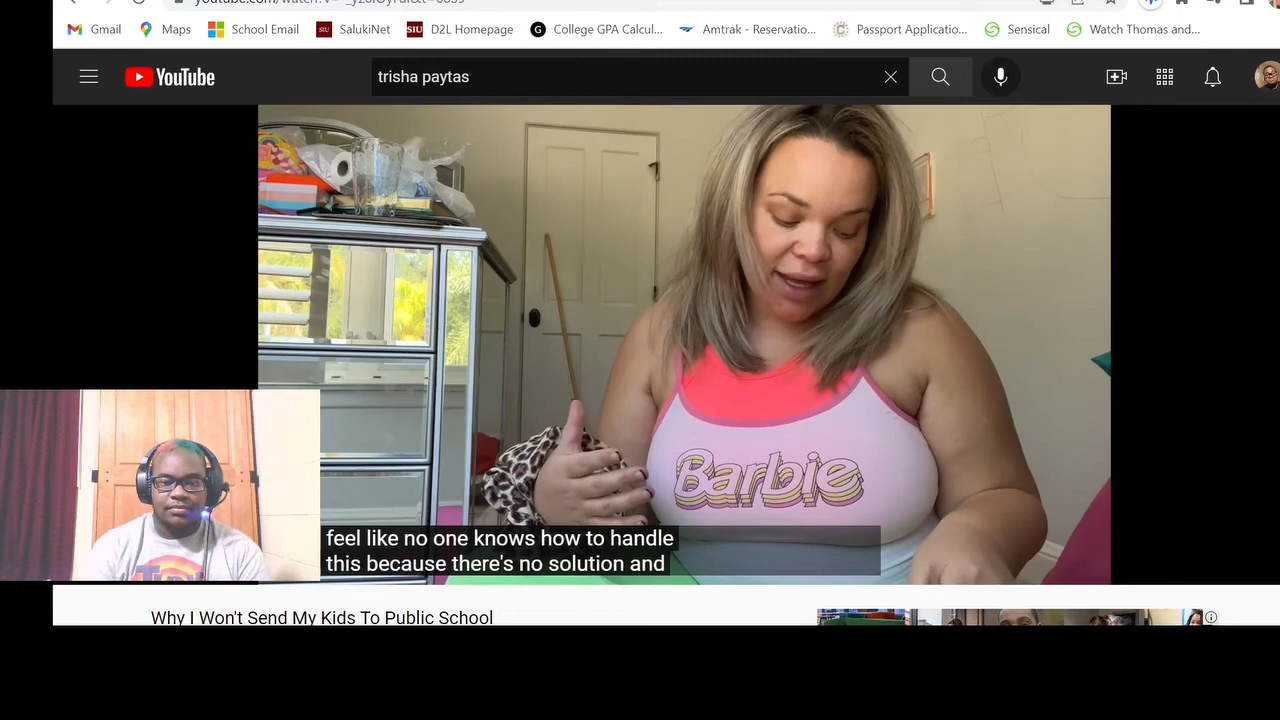 Gmail
Maps
School Email
SalukiNet
D2L Homepage
College GPA Calcul...
Amtrak - Reservatio...
Passport Applicatio...
Sensical
Watch Thomas and...
SIU
SIU
G
YouTube
trisha paytas
Barbie
feel like no one knows how to handle
this because there's no solution and
Why I Won't Send My Kids To Public School